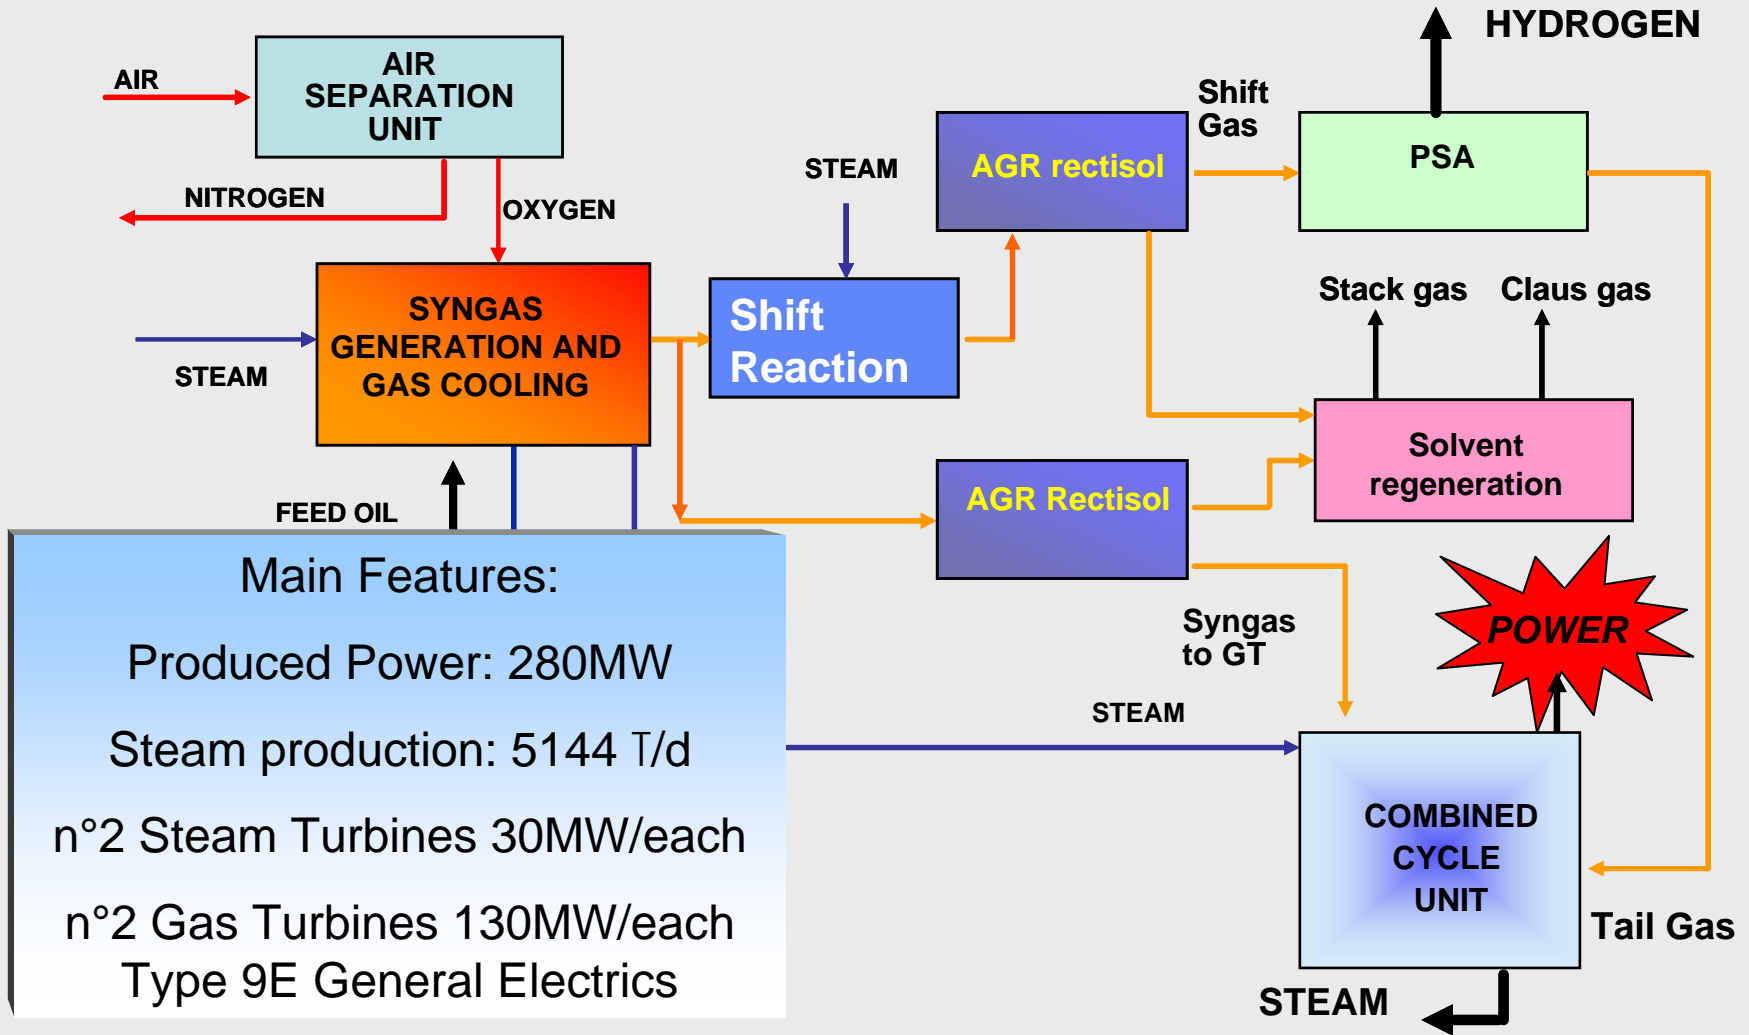 HYDROGEN
AIR
SEPARATION
UNIT
AIR
NITROGEN
OXYGEN
STEAM
AGR rectisol
Shift
Gas
PSA
SYNGAS
GENERATION AND
GAS COOLING
STEAM
Shift
Reaction
Stack gas
Claus gas
Solvent
regeneration
FEED OIL
AGR Rectisol
Syngas
to GT
POWER
STEAM
COMBINED
CYCLE
UNIT
Tail Gas
STEAM
Main Features:
Produced Power: 280MW
Steam production: 5144 T/d
n°2 Steam Turbines 30MW/each
n°2 Gas Turbines 130MW/each
Type 9E General Electrics